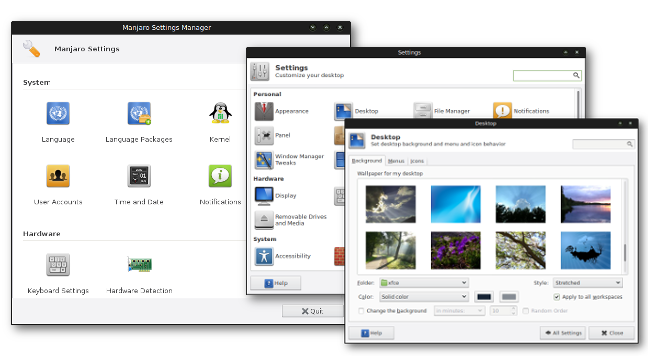 Manjaro Settings Manager
Manjaro Settings
System
Language
Language Packages
Kernel
User Accounts
Time and Date
Notifications
Hardware
Keyboard Settings
Hardware Detection
Quit
Settings
Settings
Customize your desktop
Personal
Appearance
Desktop
File Manager
Notifications
Panel
Window Manager
Tweaks
Hardware
Display
Removable Drives
and Media
System
Accessibility
Help
Desktop
Desktop
Set desktop background and menu and icon behavior
Background Menus Icons
Wallpaper for my desktop
Folder: xfce Style: Stretched
Color: Solid color Apply to all workspaces
Change the background in minutes: 10 Random Order
Help All Settings Close